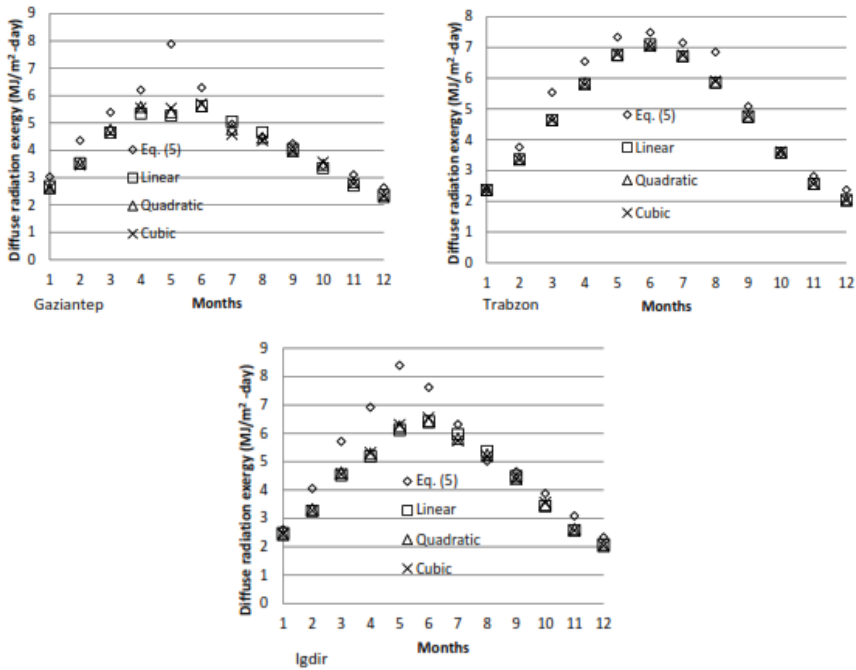 Diffuse radiation exergy (MJ/m² -day)
9
8
7
6
5
4
3
2
1
0
Eq. (5)
Linear
Quadratic
Cubic
1 2 3 4 5 6 7 8 9 10 11 12
Gaziantep
Months
Diffuse radiation exergy (MJ/m² -day)
8
7
6
5
4
3
2
1
0
Eq. (5)
Linear
Quadratic
Cubic
1 2 3 4 5 6 7 8 9 10 11 12
Trabzon
Months
Diffuse radiation exergy (MJ/m² -day)
9
8
7
6
5
4
3
2
1
0
Eq. (5)
Linear
Quadratic
Cubic
1 2 3 4 5 6 7 8 9 10 11 12
Months
Igdir